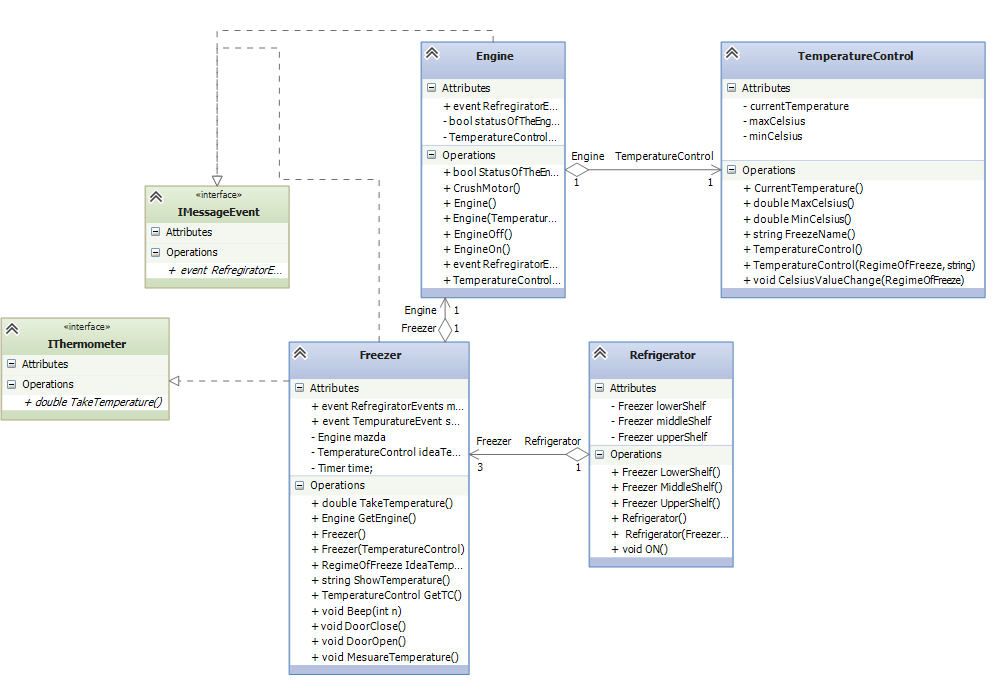 Engine
Attributes
+ event RefregiratorE...
- bool statusOfTheEng...
- TemperatureControl...
Operations
+ bool StatusOfTheEn...
+ CrushMotor()
+ Engine()
+ Engine(Temperatur...
+ EngineOff()
+ EngineOn()
+ event RefregiratorE...
+ TemperatureControl...
TemperatureControl
Attributes
- currentTemperature
- maxCelsius
- minCelsius
Operations
+ CurrentTemperature()
+ double MaxCelsius()
+ double MinCelsius()
+ string FreezeName()
+ TemperatureControl()
+ TemperatureControl(RegimeOfFreeze, string)
+ void CelsiusValueChange(RegimeOfFreeze)
Engine TemperatureControl
1 1
«interface»
IMessageEvent
Attributes
Operations
+ event RefregiratorE...
Engine 1
Freezer 1
«interface»
IThermometer
Attributes
Operations
+ double TakeTemperature()
Freezer
Attributes
+ event RefregiratorEvents m...
+ event TempuratureEvent s...
- Engine mazda
- TemperatureControl ideaTe...
- Timer time;
Operations
+ double TakeTemperature()
+ Engine GetEngine()
+ Freezer()
+ Freezer(TemperatureControl)
+ RegimeOfFreeze IdeaTemp...
+ string ShowTemperature()
+ TemperatureControl GetTC()
+ void Beep(int n)
+ void DoorClose()
+ void DoorOpen()
+ void MesuareTemperature()
Freezer Refrigerator
3 1
Refrigerator
Attributes
- Freezer lowerShelf
- Freezer middleShelf
- Freezer upperShelf
Operations
+ Freezer LowerShelf()
+ Freezer MiddleShelf()
+ Freezer UpperShelf()
+ Refrigerator()
+ Refrigerator(Freezer...
+ void ON()